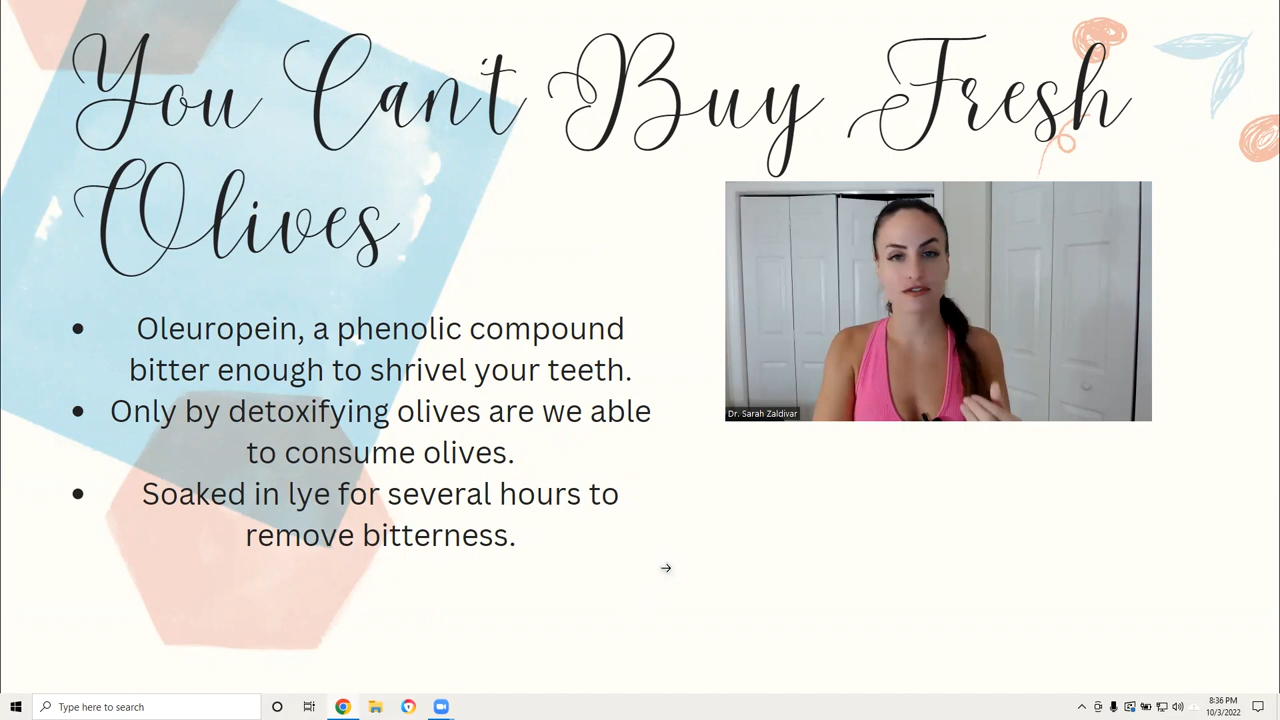 You Can't Buy Fresh
Olives
• Oleuropein, a phenolic compound
bitter enough to shrivel your teeth.
• Only by detoxifying olives are we able
to consume olives.
• Soaked in lye for several hours to
remove bitterness.
Dr. Sarah Zaldivar
Type here to search
8:36 PM
10/3/2022